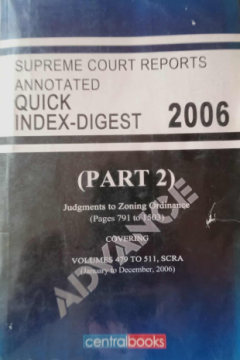 SUPREME COURT REPORTS
ANNOTATED
QUICK
INDEX-DIGEST 2006
(PART 2)
Judgments to Zoning Ordinance
(Pages 791 to 1503)
COVERING
VOLUMES 479 TO 511, SCRA
(January to December, 2006)
ADVANCE
centralbooks